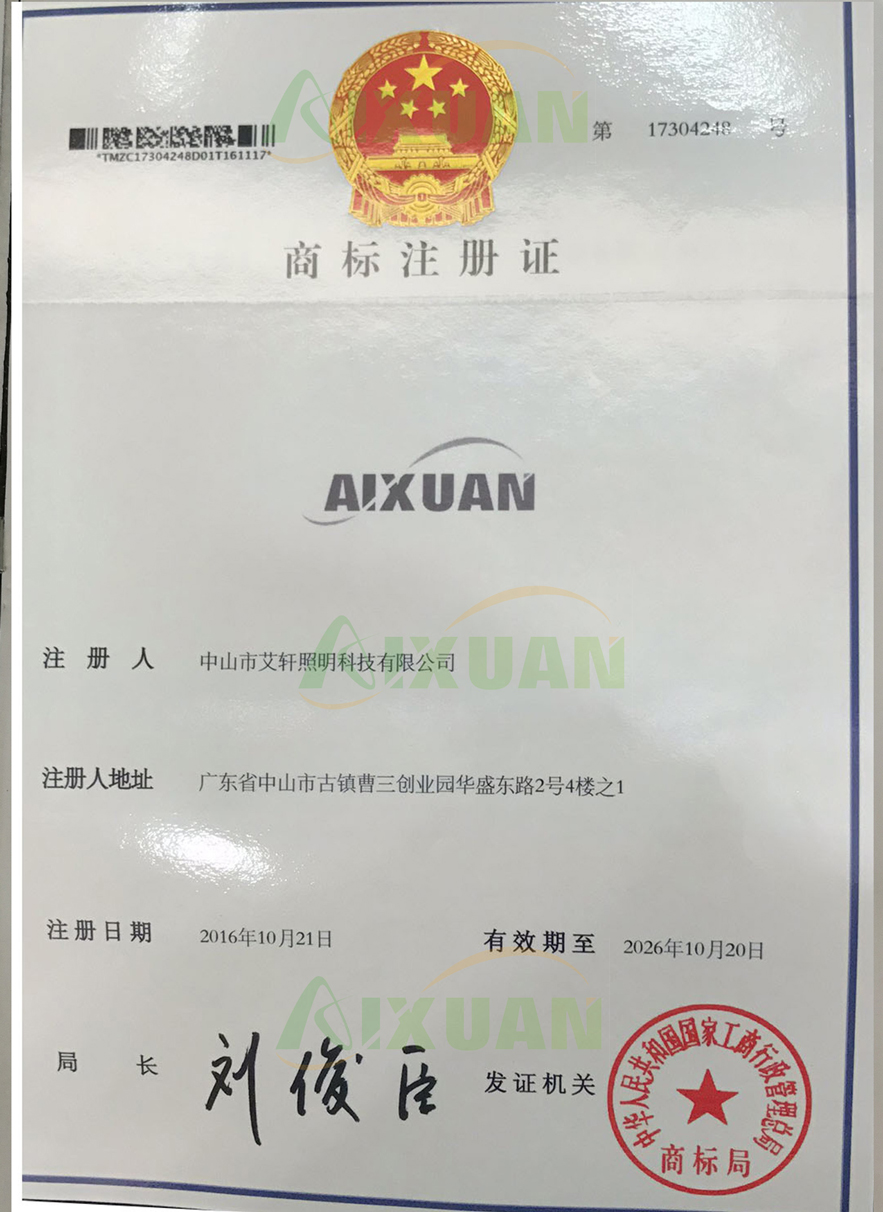 AIXUAN
第 17304248 号
*TMZC17304248D01T161117*
商标注册证
AIXUAN
注册人 中山市艾轩照明科技有限公司
AIXUAN
注册人地址 广东省中山市古镇曹三创业园华盛东路2号4楼之1
注册日期 2016年10月21日 有效期至 2026年10月20日
AIXUAN
局长 刘俊臣 发证机关
中华人民共和国国家工商行政管理总局
商标局